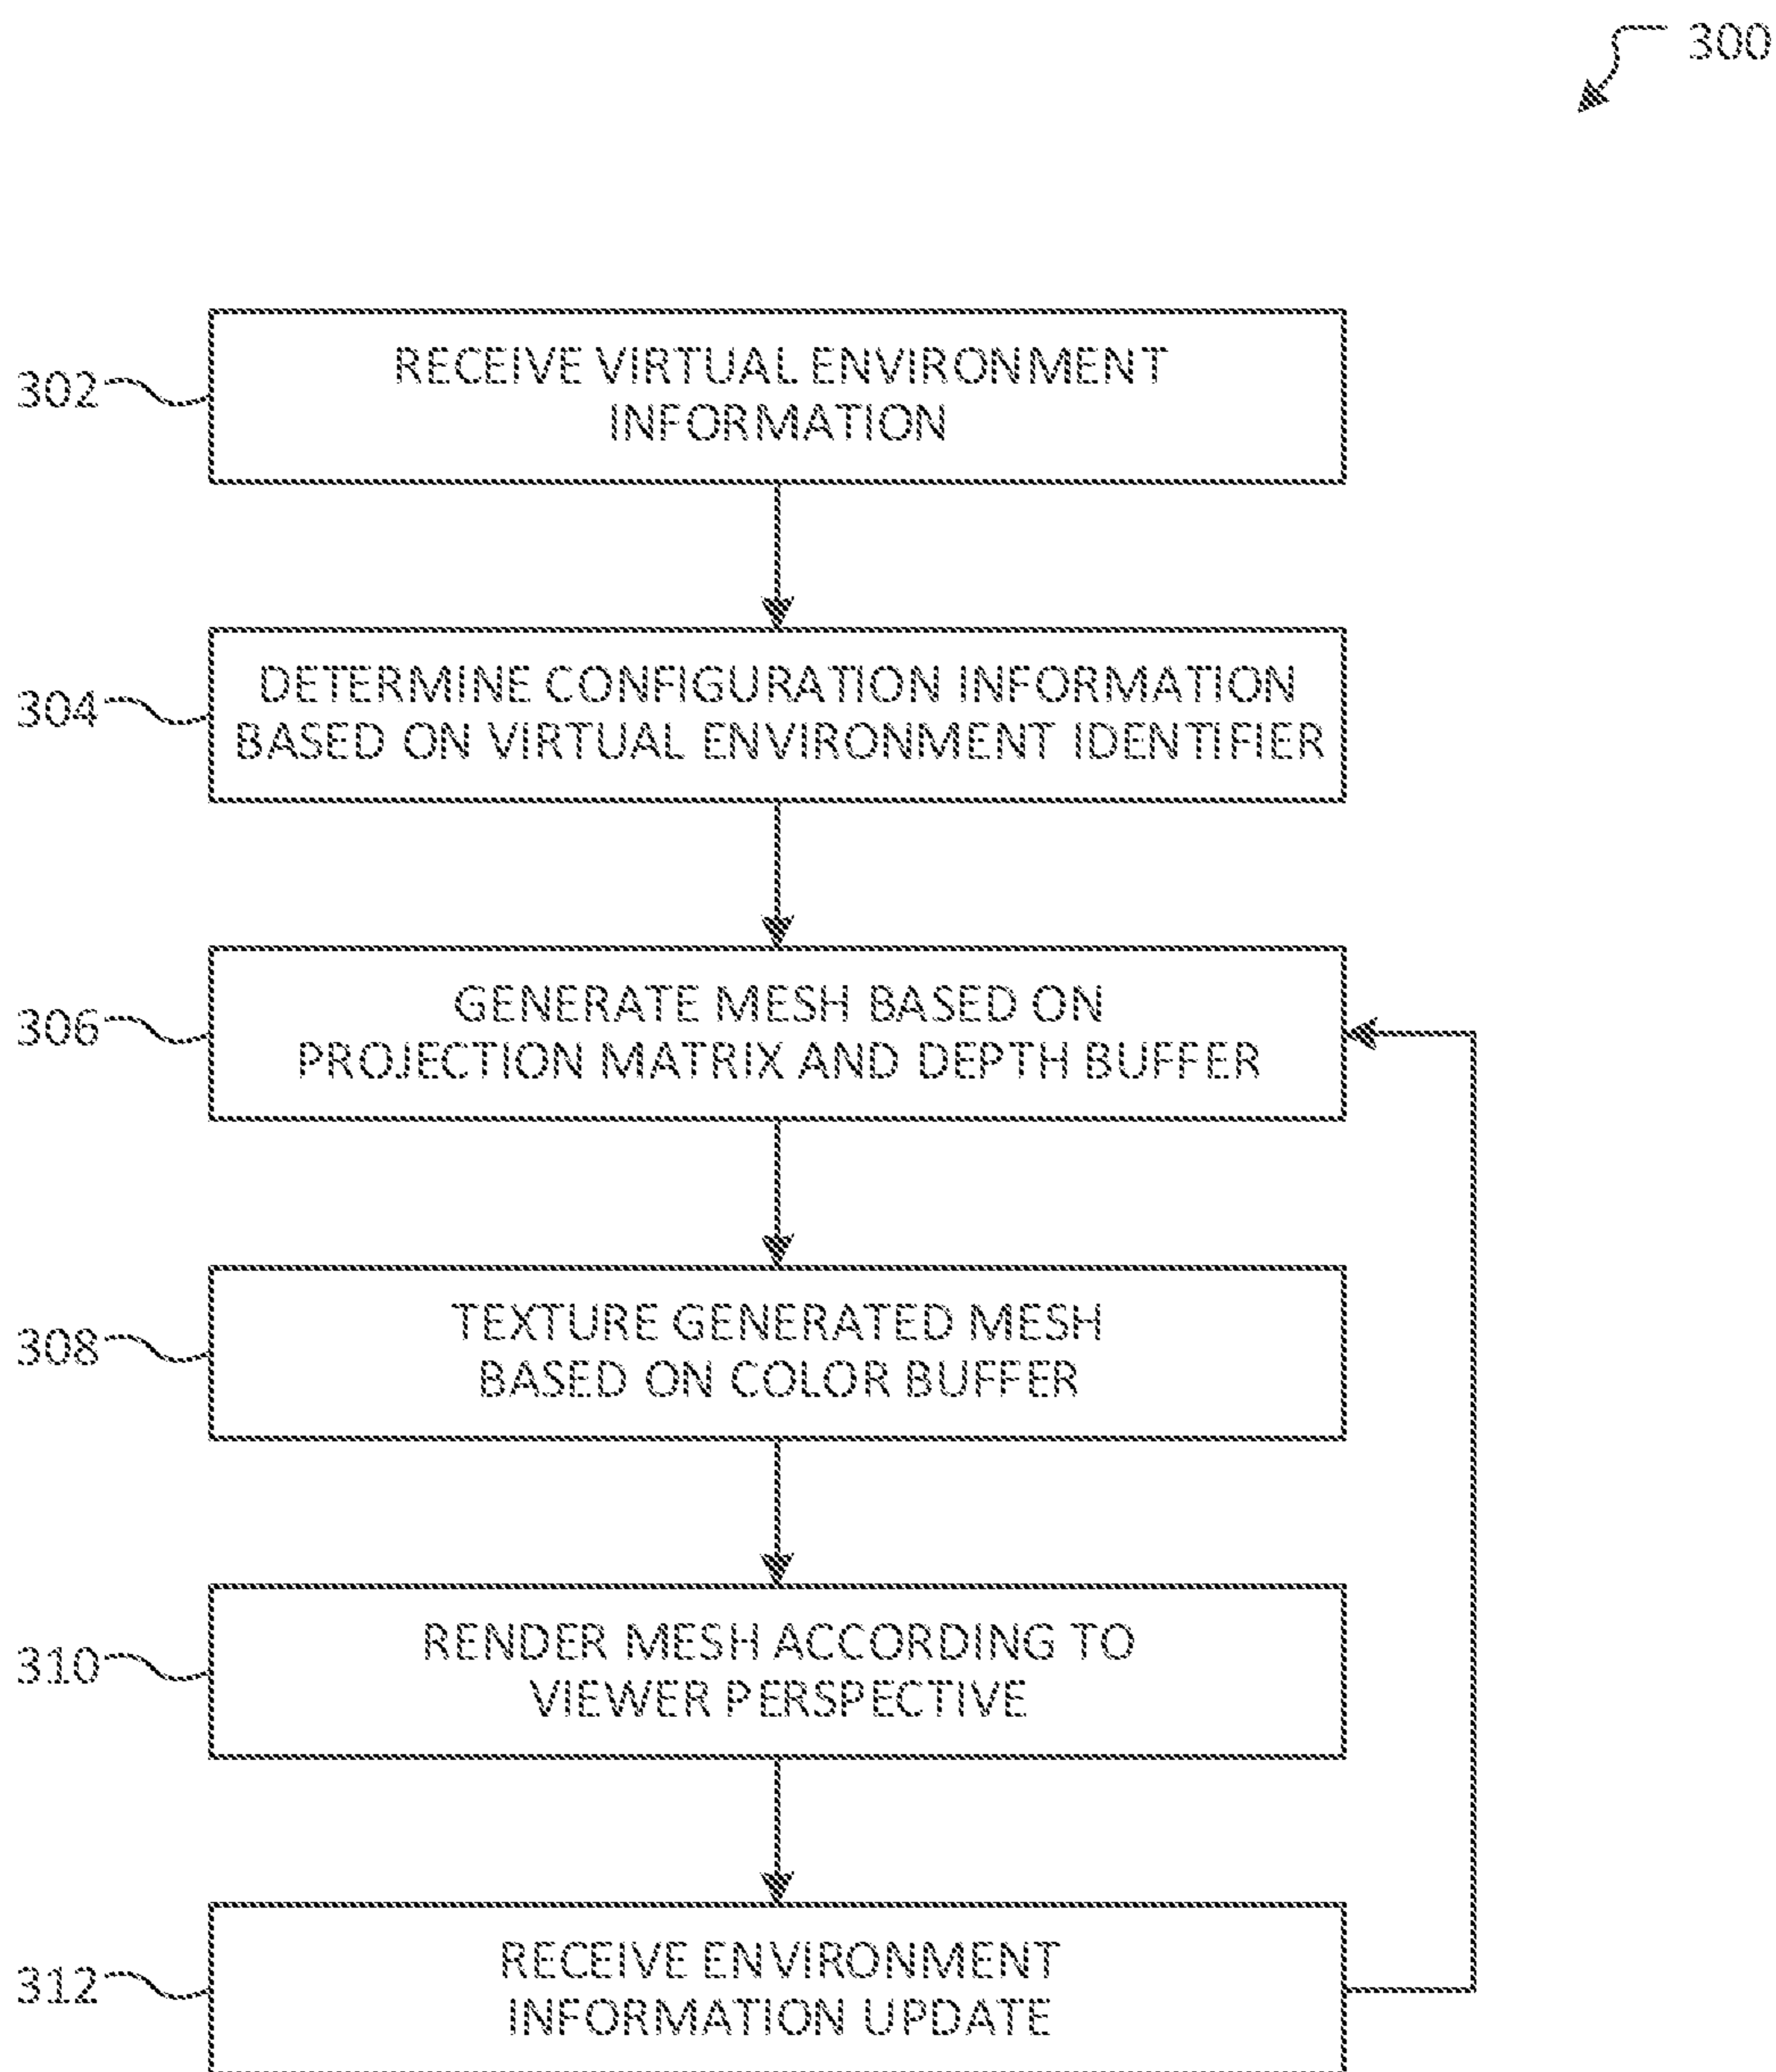 300
302
RECEIVE VIRTUAL ENVIRONMENT
INFORMATION
304
DETERMINE CONFIGURATION INFORMATION
BASED ON VIRTUAL ENVIRONMENT IDENTIFIER
306
GENERATE MESH BASED ON
PROJECTION MATRIX AND DEPTH BUFFER
308
TEXTURE GENERATED MESH
BASED ON COLOR BUFFER
310
RENDER MESH ACCORDING TO
VIEWER PERSPECTIVE
312
RECEIVE ENVIRONMENT
INFORMATION UPDATE